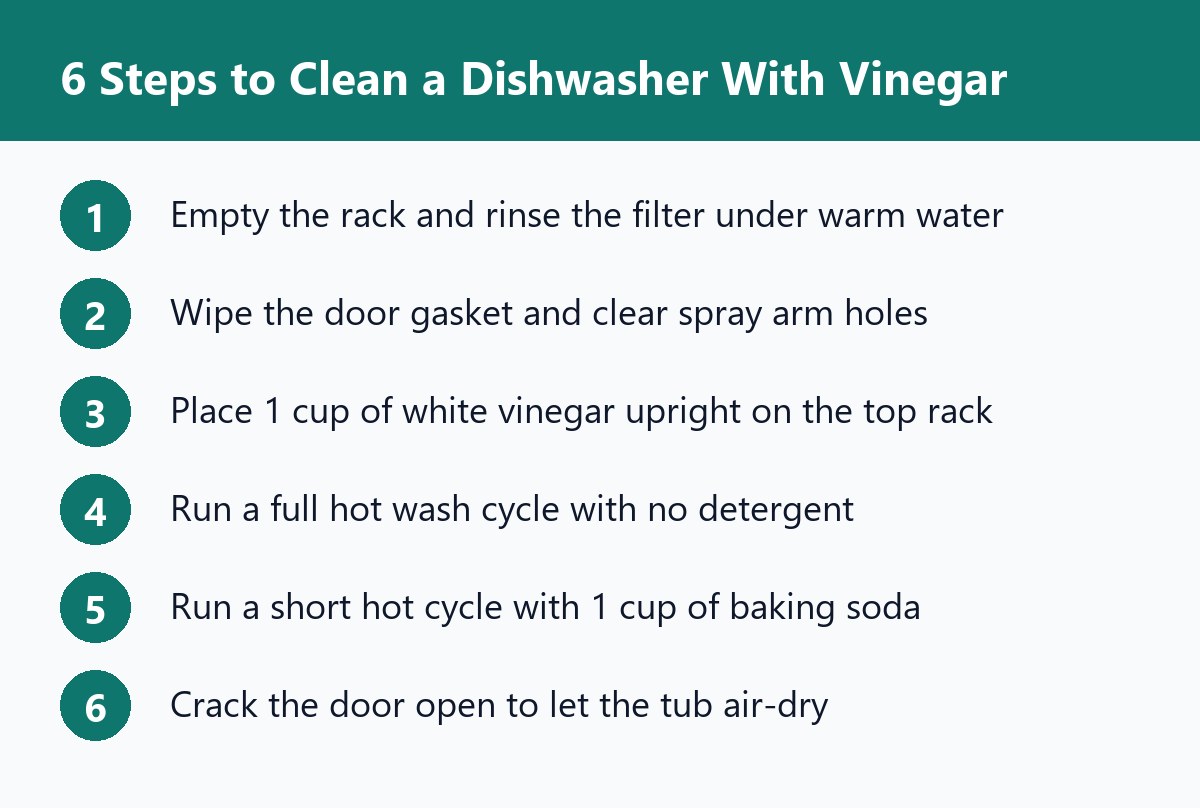 6 Steps to Clean a Dishwasher With Vinegar
1 Empty the rack and rinse the filter under warm water
2 Wipe the door gasket and clear spray arm holes
3 Place 1 cup of white vinegar upright on the top rack
4 Run a full hot wash cycle with no detergent
5 Run a short hot cycle with 1 cup of baking soda
6 Crack the door open to let the tub air-dry